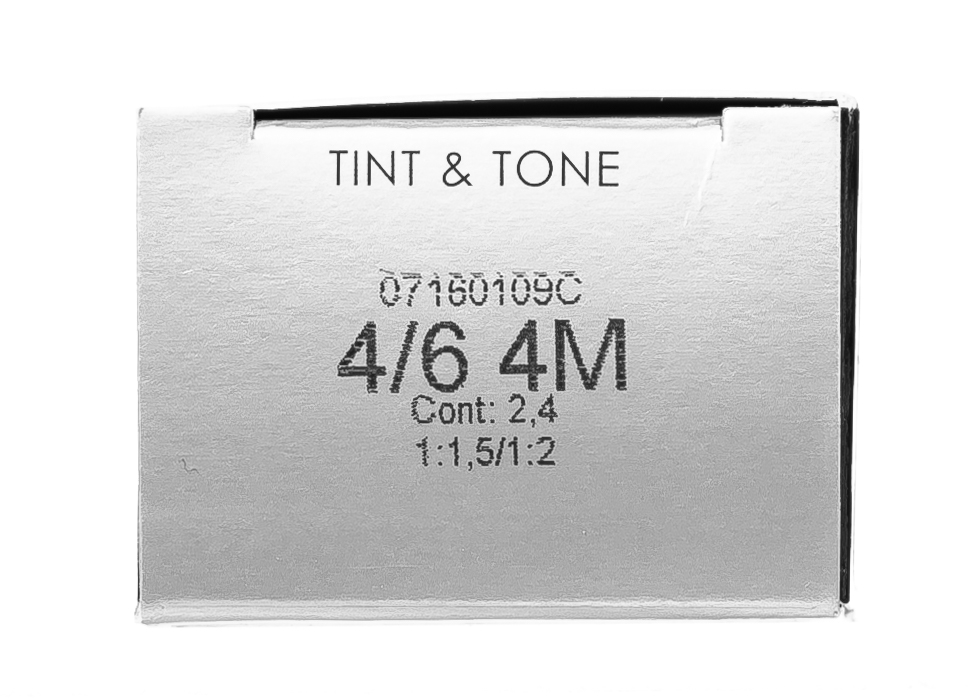 TINT & TONE
07160109C
4/6 4M
Cont: 2,4
1:1,5/1:2